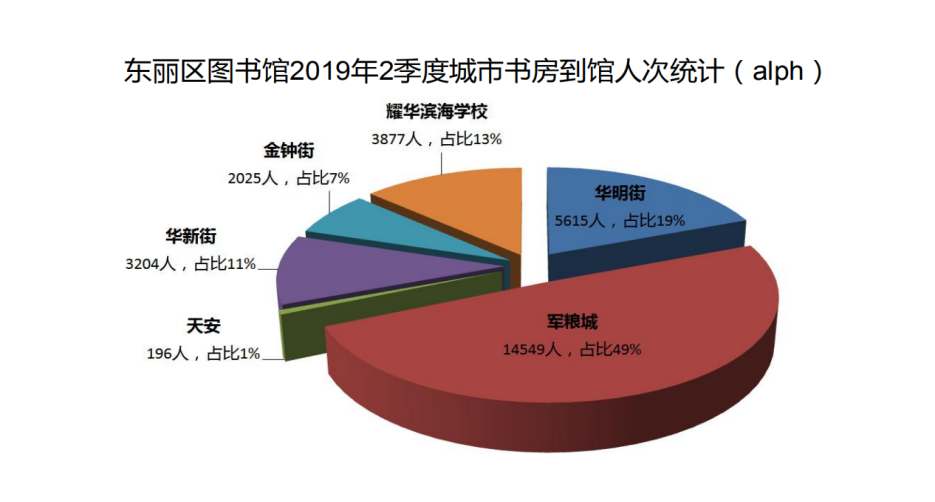 东丽区图书馆2019年2季度城市书房到馆人次统计（alph）
耀华滨海学校
3877人，占比13%
金钟街
2025人，占比7%
华明街
5615人，占比19%
华新街
3204人，占比11%
天安
196人，占比1%
军粮城
14549人，占比49%